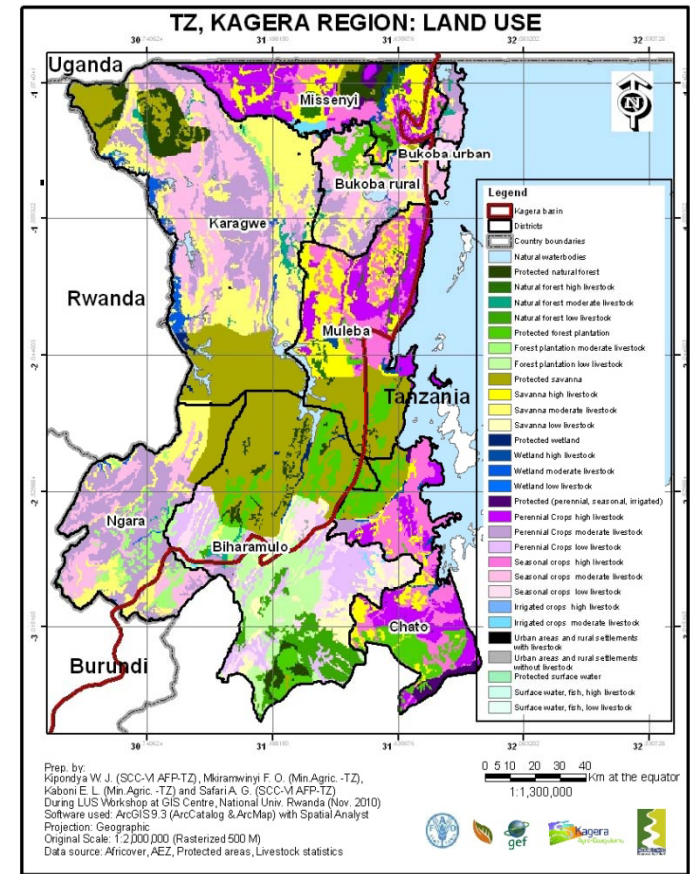 TZ, KAGERA REGION: LAND USE
Uganda
Missenyi
N
Bukoba urban
Bukoba rural
Karagwe
Rwanda
Muleba
Tanzania
Ngara
Biharamulo
Chato
Burundi
Legend
Kagera basin
Districts
Country boundaries
Natural waterbodies
Protected natural forest
Natural forest high livestock
Natural forest moderate livestock
Natural forest low livestock
Protected forest plantation
Forest plantation moderate livestock
Forest plantation low livestock
Protected savanna
Savanna high livestock
Savanna moderate livestock
Savanna low livestock
Protected wetland
Wetland high livestock
Wetland moderate livestock
Wetland low livestock
Protected (perennial, seasonal, irrigated)
Perennial Crops high livestock
Perennial Crops moderate livestock
Perennial Crops low livestock
Seasonal crops high livestock
Seasonal crops moderate livestock
Seasonal crops low livestock
Irrigated crops high livestock
Irrigated crops moderate livestock
Urban areas and rural settlements
with livestock
Urban areas and rural settlements
without livestock
Protected surface water
Surface water, fish, high livestock
Surface water, fish, low livestock
Prep. by:
Kipondya W. J. (SCC-VI AFP-TZ), Mkiramwinyi F. O. (Min.Agric. -TZ),
Kaboni E. L. (Min.Agric. -TZ) and Safari A. G. (SCC-VI AFP-TZ)
During LUS Workshop at GIS Centre, National Univ. Rwanda (Nov. 2010)
Software used: ArcGIS 9.3 (ArcCatalog & ArcMap) with Spatial Analyst
Projection: Geographic
Original Scale: 1:2,000,000 (Rasterized 500 M)
Data source: Africover, AEZ, Protected areas, Livestock statistics
0 5 10 20 30 40
Km at the equator
1:1,300,000
gef
Kagera